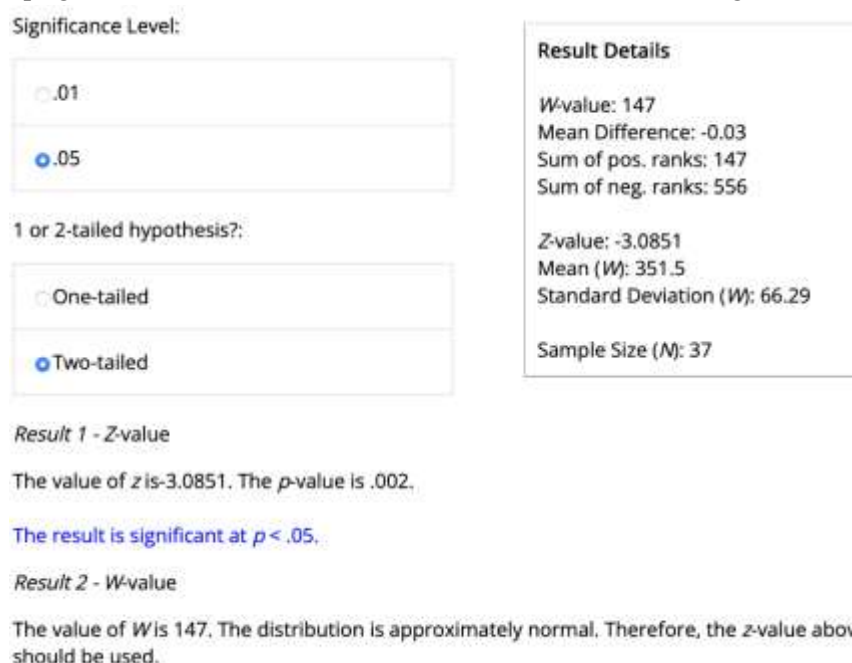 Significance Level:
.01
.05
1 or 2-tailed hypothesis?:
One-tailed
Two-tailed
Result Details
W-value: 147
Mean Difference: -0.03
Sum of pos. ranks: 147
Sum of neg. ranks: 556
Z-value: -3.0851
Mean (W): 351.5
Standard Deviation (W): 66.29
Sample Size (N): 37
Result 1 - Z-value
The value of z is-3.0851. The p-value is .002.
The result is significant at p < .05.
Result 2 - W-value
The value of W is 147. The distribution is approximately normal. Therefore, the z-value abov
should be used.